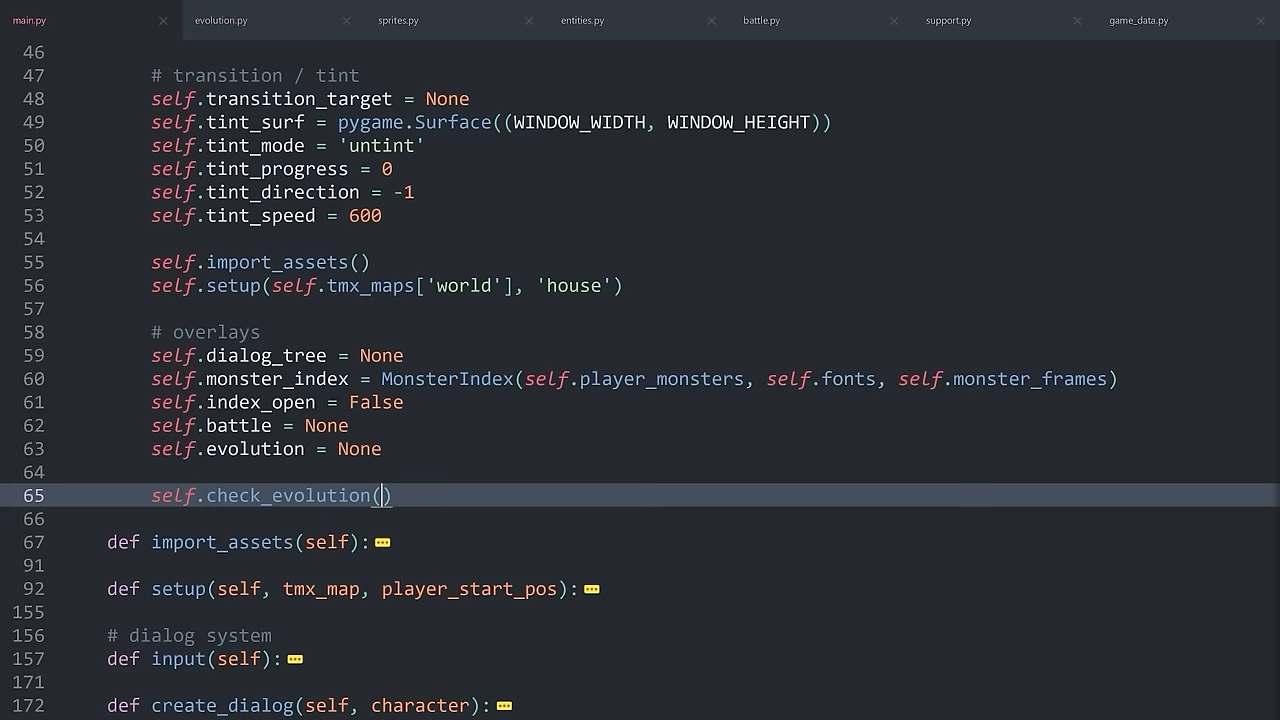 main.py evolution.py sprites.py entities.py battle.py support.py game_data.py
46
47 # transition / tint
48 self.transition_target = None
49 self.tint_surf = pygame.Surface((WINDOW_WIDTH, WINDOW_HEIGHT))
50 self.tint_mode = 'untint'
51 self.tint_progress = 0
52 self.tint_direction = -1
53 self.tint_speed = 600
54
55 self.import_assets()
56 self.setup(self.tmx_maps['world'], 'house')
57
58 # overlays
59 self.dialog_tree = None
60 self.monster_index = MonsterIndex(self.player_monsters, self.fonts, self.monster_frames)
61 self.index_open = False
62 self.battle = None
63 self.evolution = None
64
65 self.check_evolution()
66
67 def import_assets(self):
91
92 def setup(self, tmx_map, player_start_pos):
155
156 # dialog system
157 def input(self):
171
172 def create_dialog(self, character):